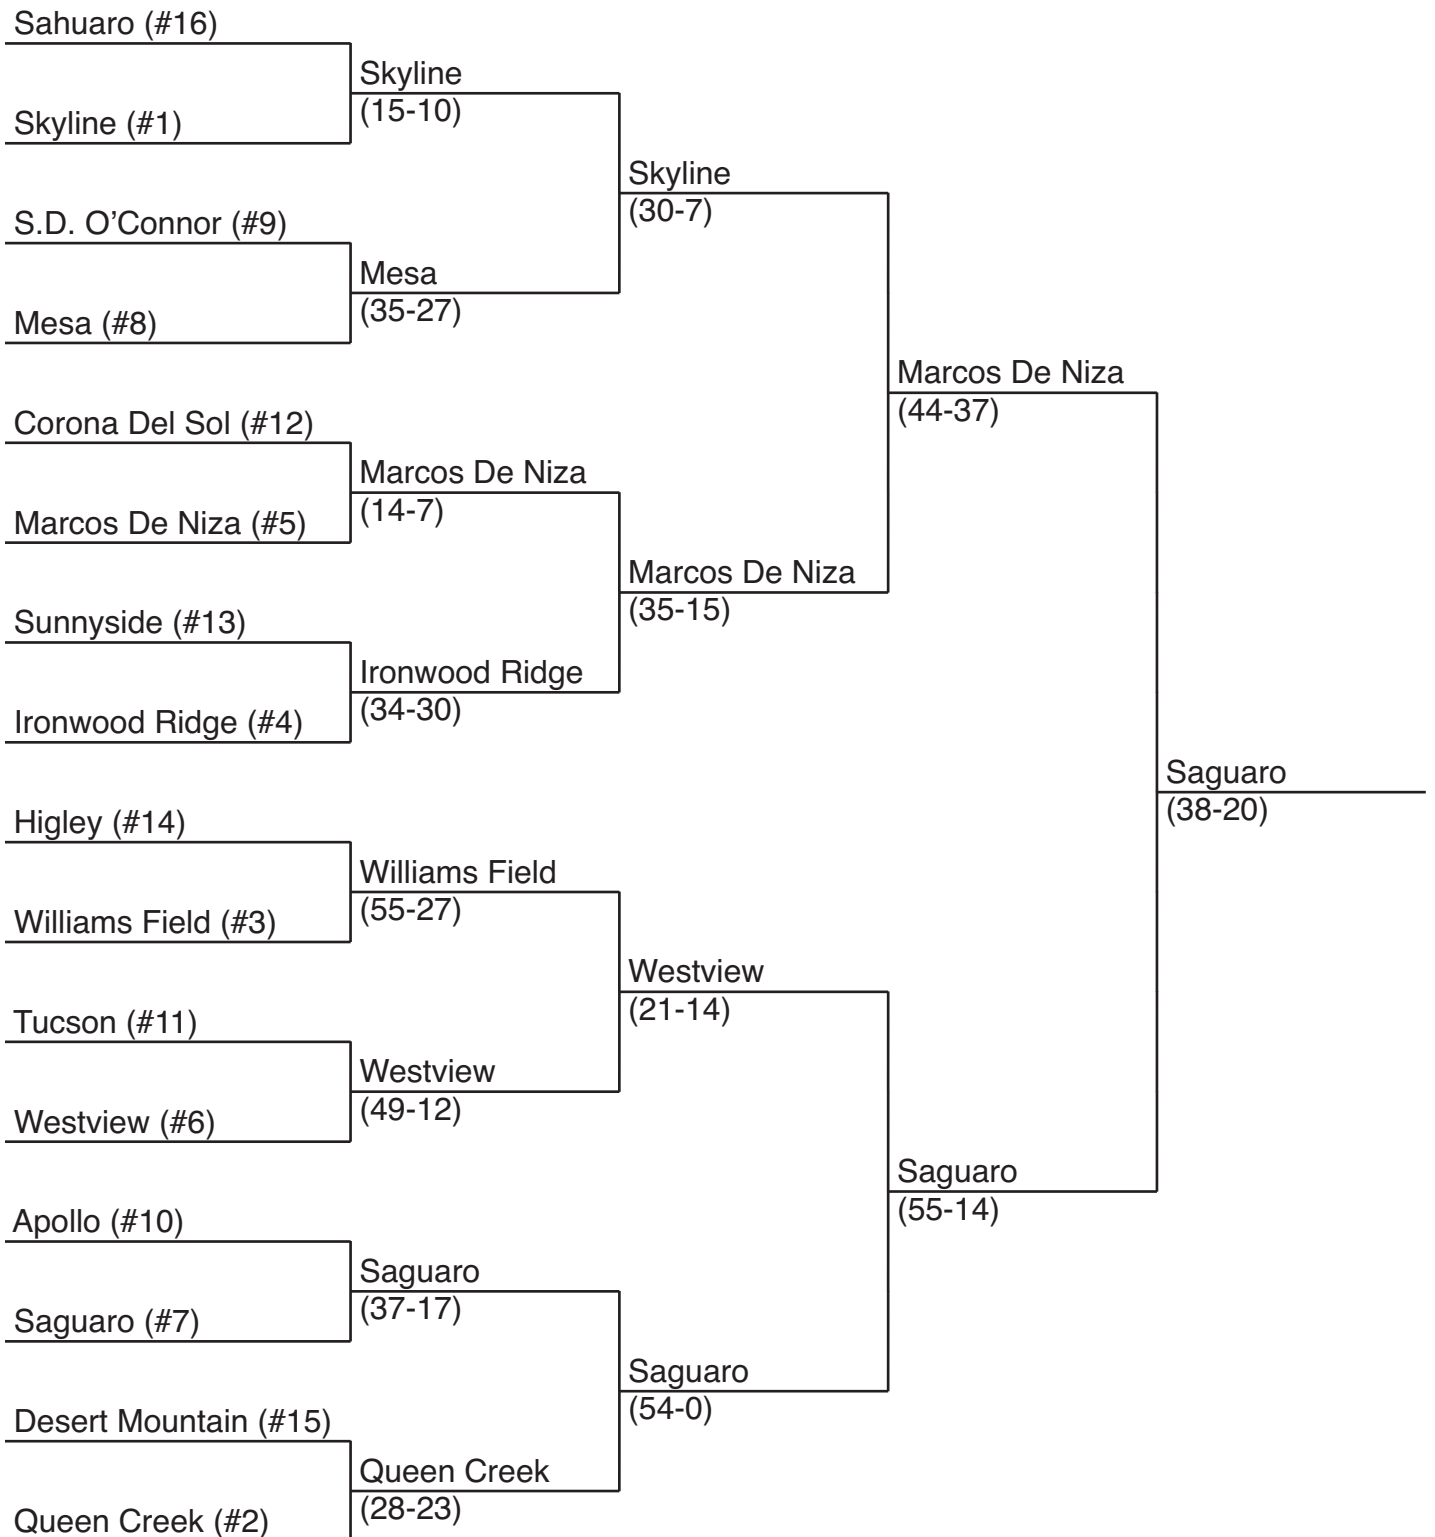 Sahuaro (#16)
Skyline (#1)
S.D. O’Connor (#9)
Mesa (#8)
Corona Del Sol (#12)
Marcos De Niza (#5)
Sunnyside (#13)
Ironwood Ridge (#4)
Higley (#14)
Williams Field (#3)
Tucson (#11)
Westview (#6)
Apollo (#10)
Saguaro (#7)
Desert Mountain (#15)
Queen Creek (#2)
Skyline
(15-10)
Mesa
(35-27)
Marcos De Niza
(14-7)
Ironwood Ridge
(34-30)
Williams Field
(55-27)
Westview
(49-12)
Saguaro
(37-17)
Queen Creek
(28-23)
Skyline
(30-7)
Marcos De Niza
(35-15)
Westview
(21-14)
Saguaro
(54-0)
Marcos De Niza
(44-37)
Saguaro
(55-14)
Saguaro
(38-20)